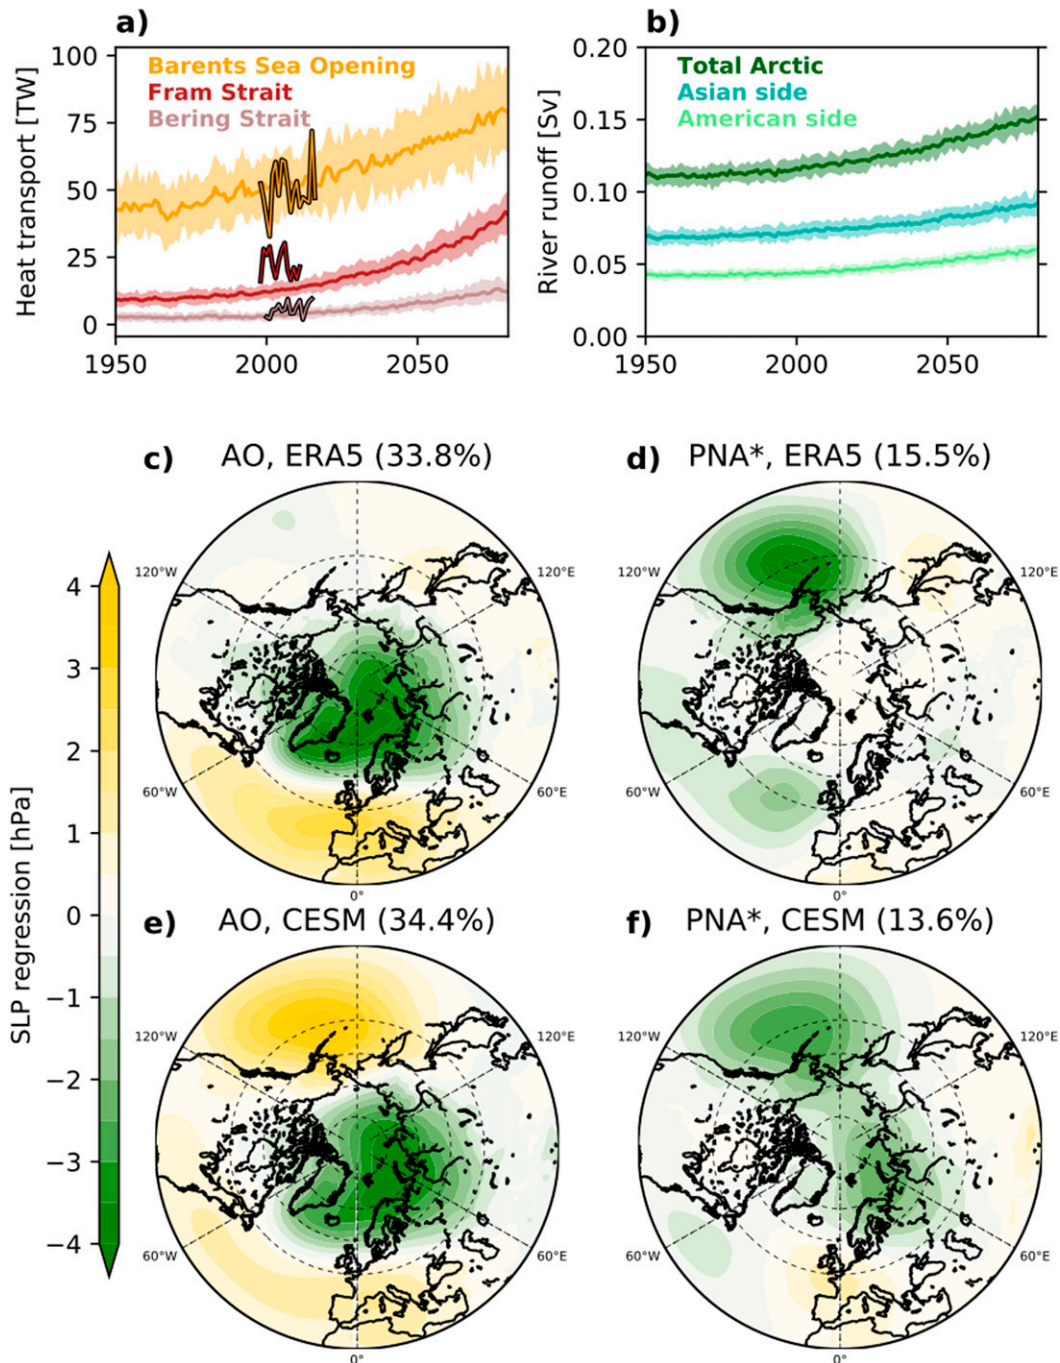 a)
Heat transport [TW]
100
75
50
25
0
Barents Sea Opening
Fram Strait
Bering Strait
1950 2000 2050
b)
River runoff [Sv]
0.20
0.15
0.10
0.05
0.00
Total Arctic
Asian side
American side
1950 2000 2050
c) AO, ERA5 (33.8%)
120°W 120°E
60°W 60°E
0°
d) PNA*, ERA5 (15.5%)
120°W 120°E
60°W 60°E
0°
SLP regression [hPa]
4
3
2
1
0
−1
−2
−3
−4
e) AO, CESM (34.4%)
120°W 120°E
60°W 60°E
0°
f) PNA*, CESM (13.6%)
120°W 120°E
60°W 60°E
0°